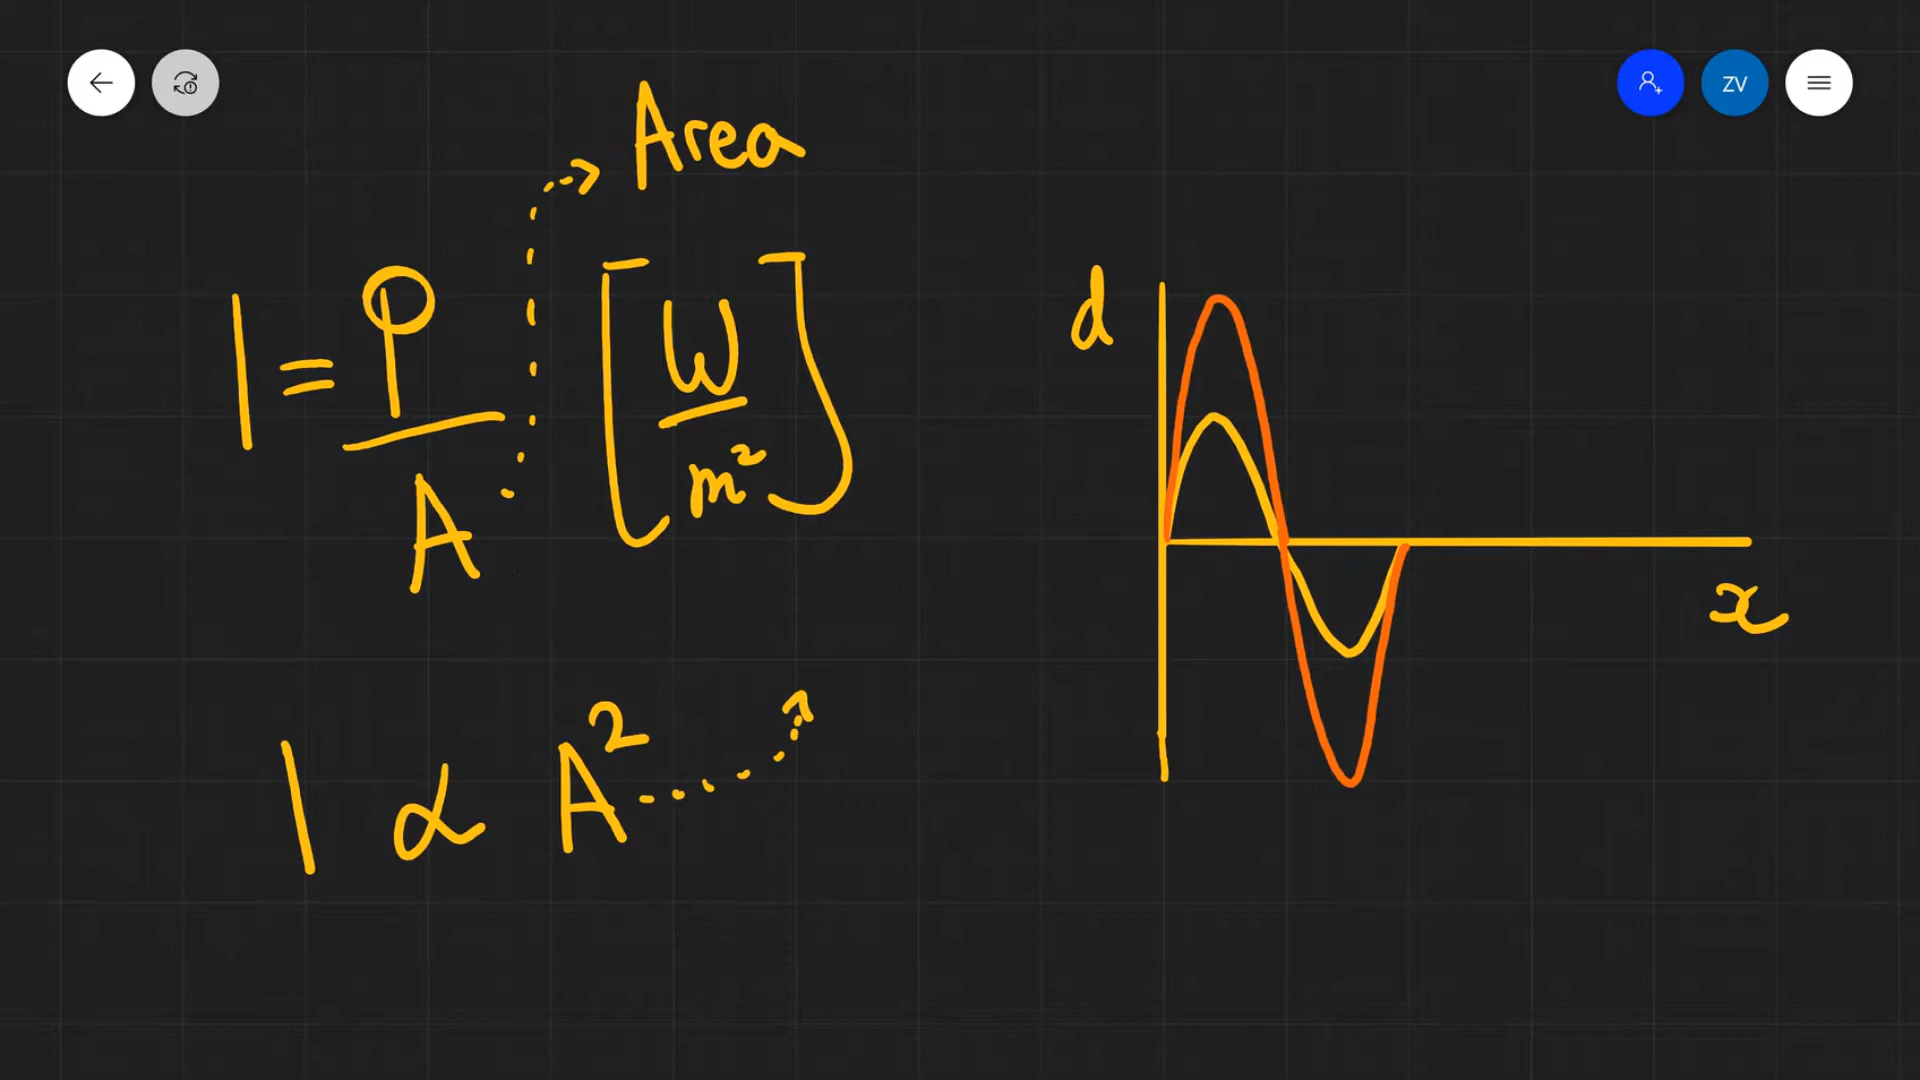 ZV
Area
I = P/A [W/m²]
d
x
I ∝ A²